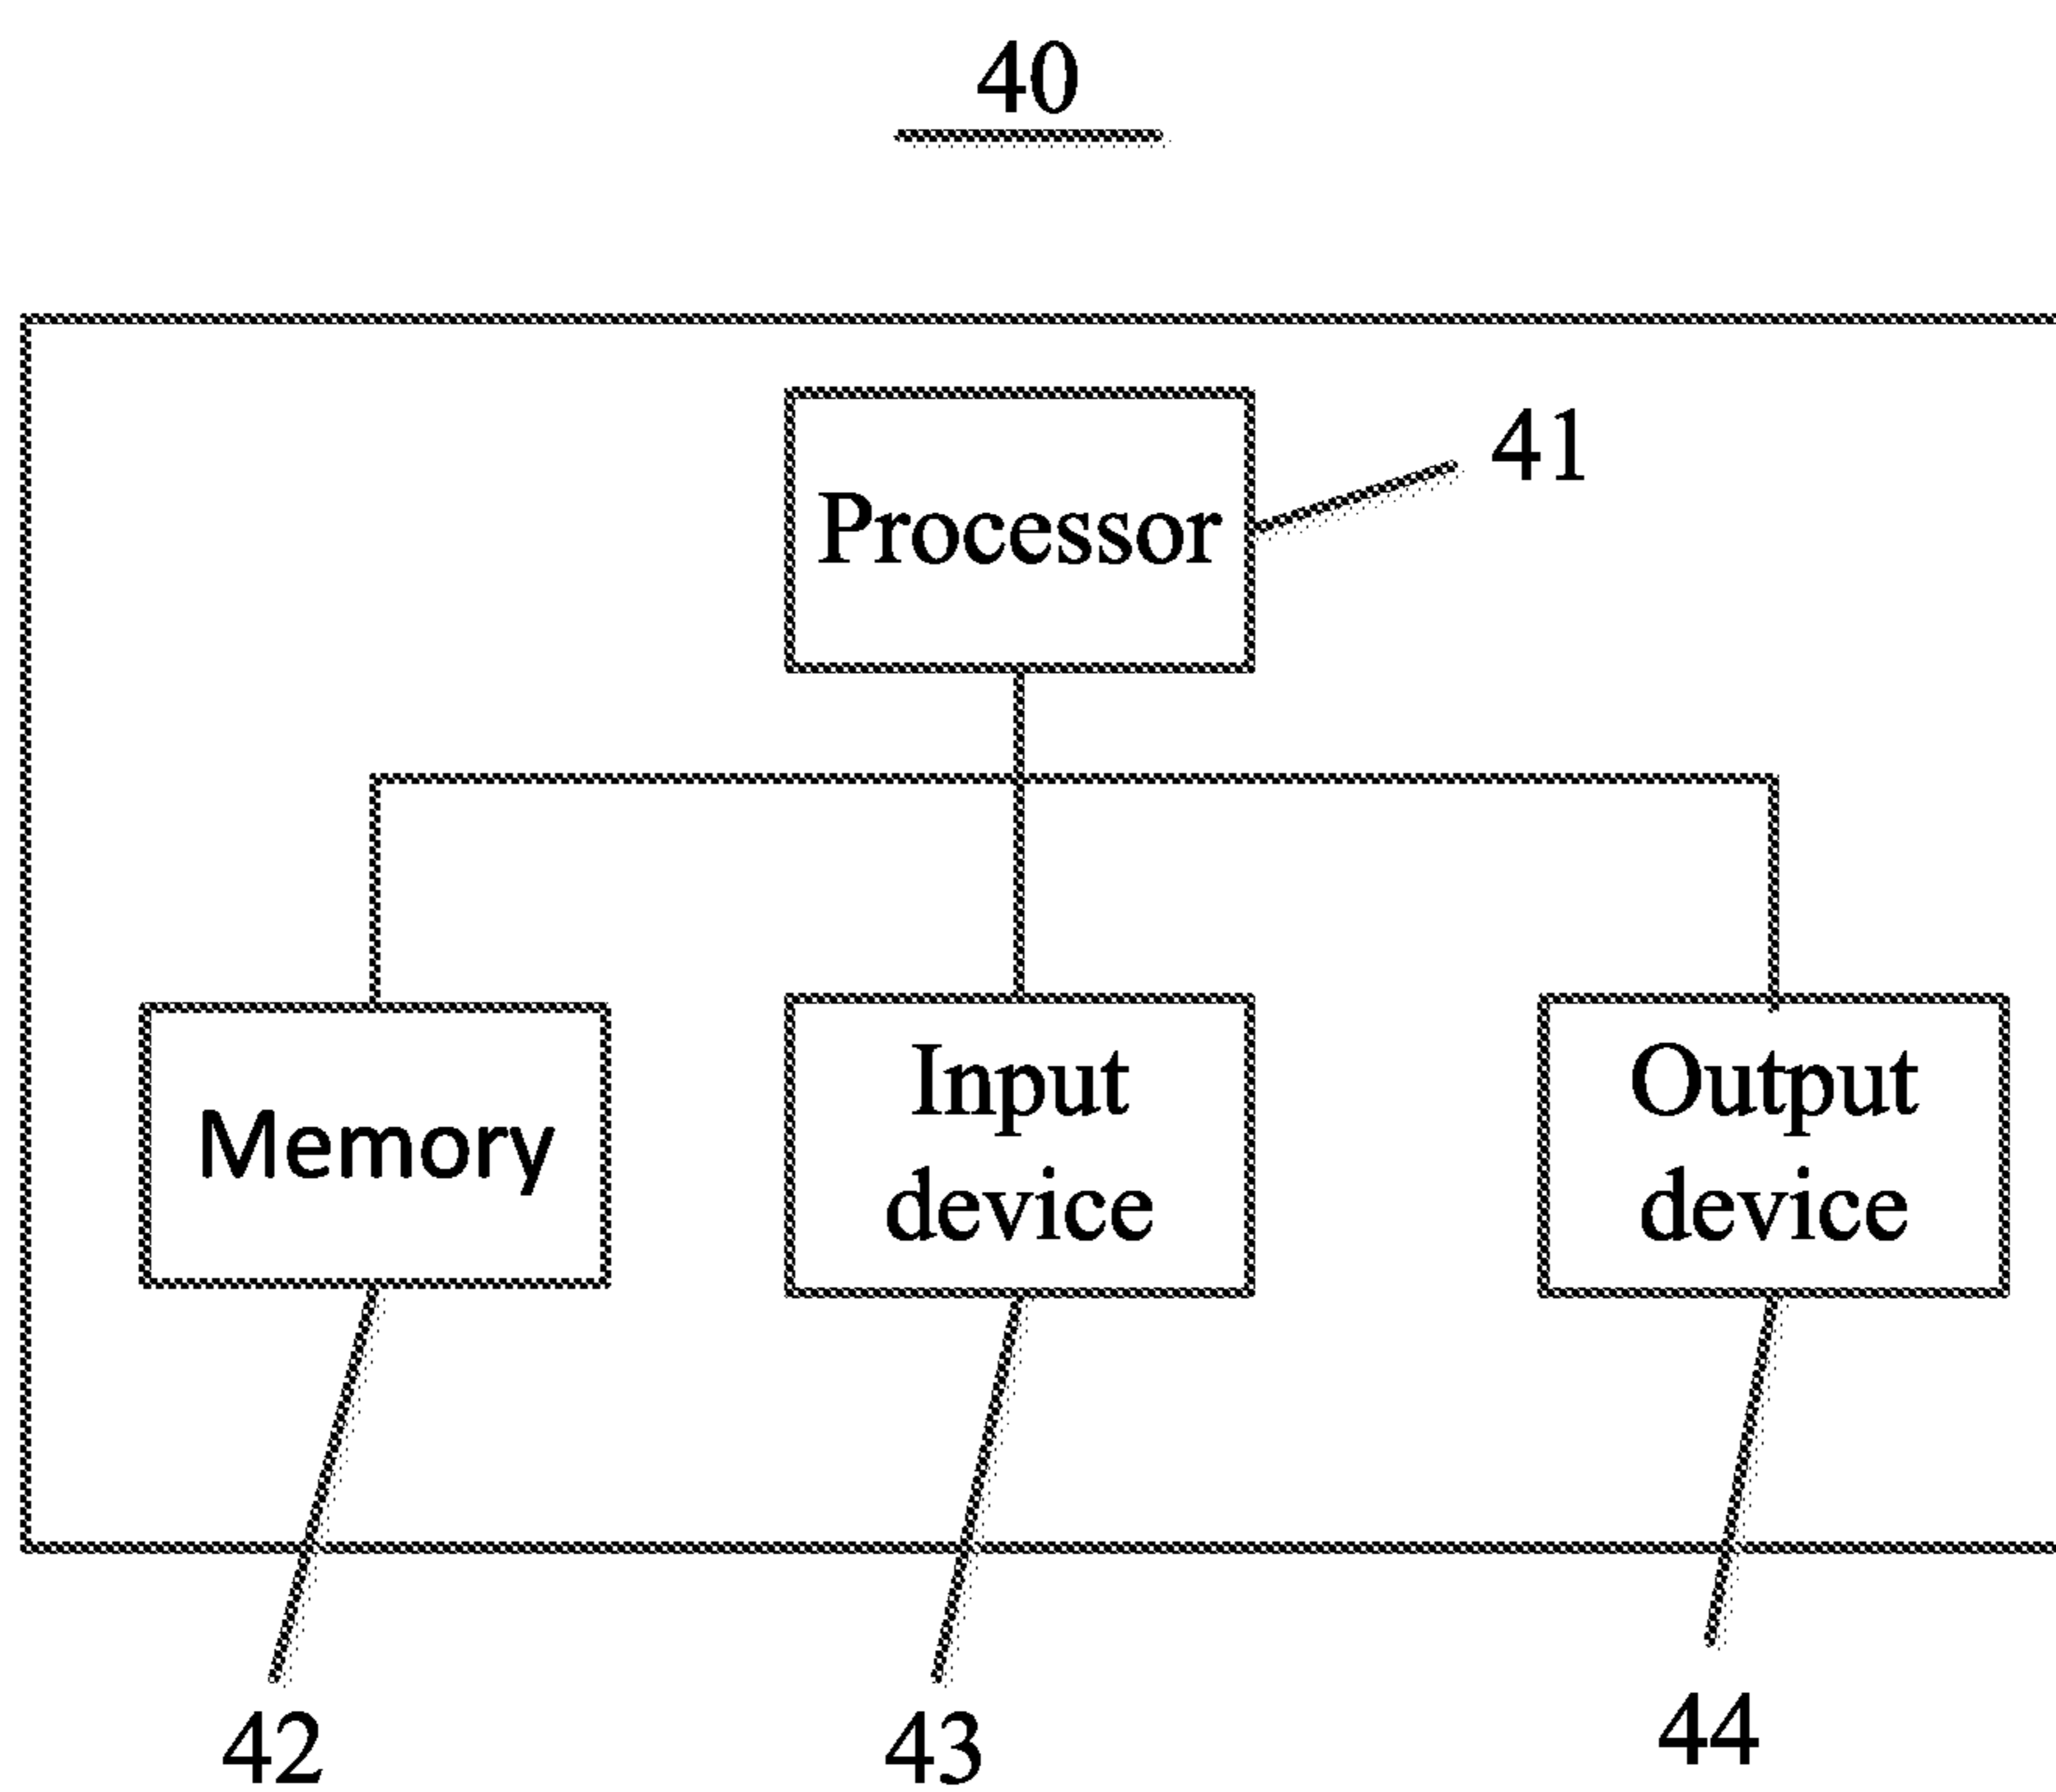 40
Processor
41
Memory
Input
device
Output
device
42
43
44